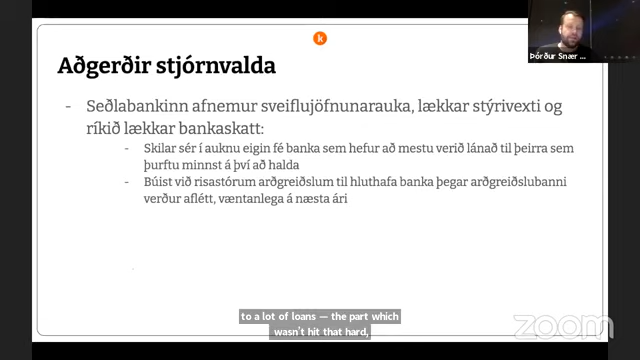 k
Þórður Snær ...
Aðgerðir stjórnvalda
- Seðlabankinn afnemur sveiflujöfnunarauka, lækkar stýrivexti og
ríkið lækkar bankaskatt:
- Skilar sér í auknu eigin fé banka sem hefur að mestu verið lánað til þeirra sem
þurftu minnst á því að halda
- Búist við risastórum arðgreiðslum til hluthafa banka þegar arðgreiðslubanni
verður aflétt, væntanlega á næsta ári
to a lot of loans — the part which
wasn't hit that hard,
zoom